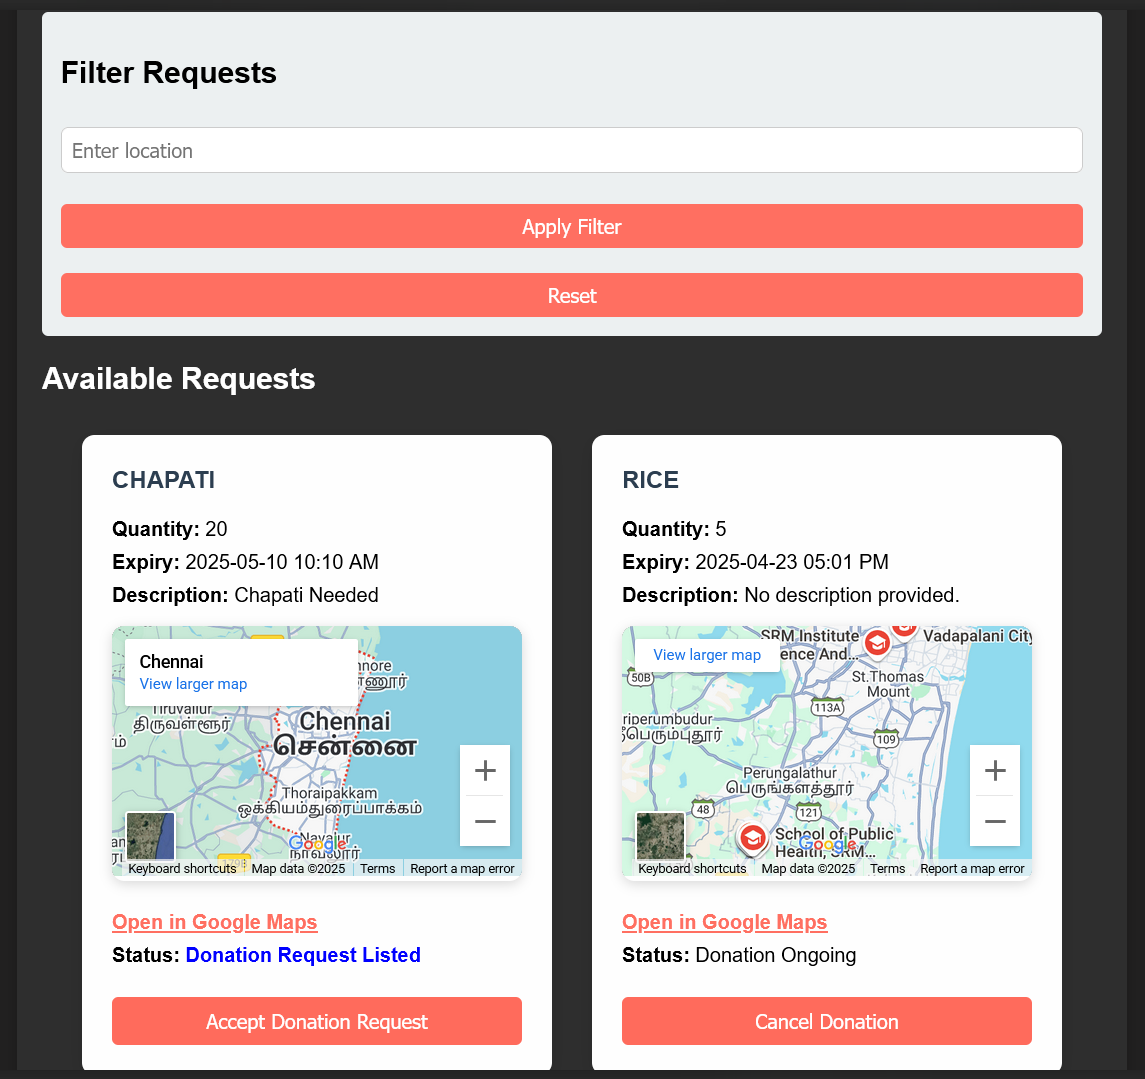 Filter Requests
Enter location
Apply Filter
Reset
Available Requests
CHAPATI
Quantity: 20
Expiry: 2025-05-10 10:10 AM
Description: Chapati Needed
Chennai
View larger map
Tiruvallur
திருவள்ளூர்
Chennai
சென்னை
Thoraipakkam
ஒக்கியம்துரைப்பாக்கம்
Navalur
நாவலூர்
Google
Keyboard shortcuts
Map data ©2025
Terms
Report a map error
Open in Google Maps
Status: Donation Request Listed
Accept Donation Request
RICE
Quantity: 5
Expiry: 2025-04-23 05:01 PM
Description: No description provided.
View larger map
SRM Institute
ence And...
Vadapalani City
50B
St.Thomas
Mount
113A
riperumbudur
109
Perungalathur
பெருங்களத்தூர்
48
121
School of Public
Health, SRM...
Google
Keyboard shortcuts
Map data ©2025
Terms
Report a map error
Open in Google Maps
Status: Donation Ongoing
Cancel Donation